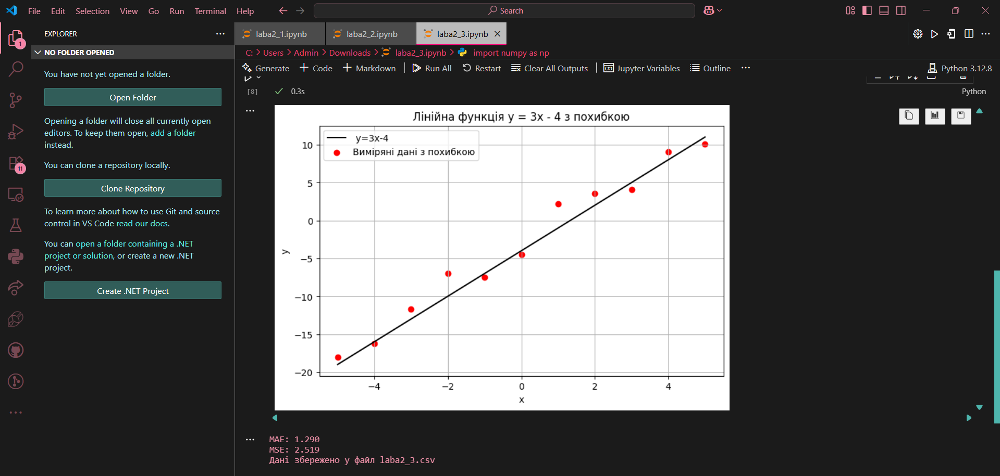 File Edit Selection View Go Run Terminal Help
Search
EXPLORER
laba2_1.ipynb
laba2_2.ipynb
laba2_3.ipynb
NO FOLDER OPENED
C: > Users > Admin > Downloads > laba2_3.ipynb > import numpy as np
Generate + Code + Markdown Run All Restart Clear All Outputs Jupyter Variables Outline ... Python 3.12.8
1
You have not yet opened a folder.
Open Folder
[8] 0.3s Python
Opening a folder will close all currently open
editors. To keep them open, add a folder
instead.
You can clone a repository locally.
11
Clone Repository
To learn more about how to use Git and source
control in VS Code read our docs.
You can open a folder containing a .NET
project or solution, or create a new .NET
project.
Create .NET Project
Лінійна функція y = 3x - 4 з похибкою
y=3x-4
Виміряні дані з похибкою
10
5
0
−5
−10
−15
−20
y
−4 −2 0 2 4
x
MAE: 1.290
MSE: 2.519
Дані збережено у файл laba2_3.csv